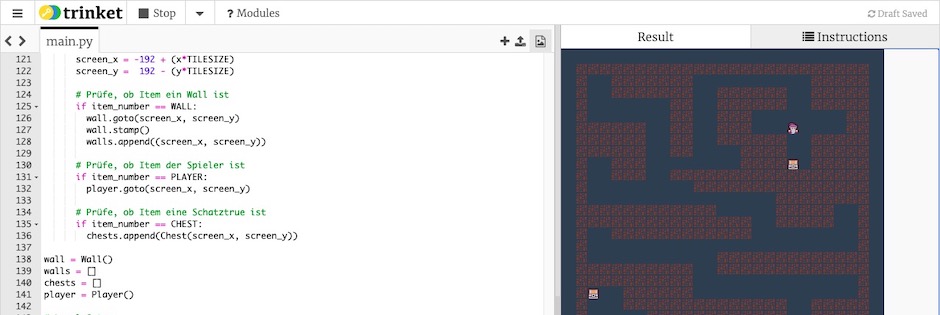 trinket
Stop
? Modules
Draft Saved
main.py
Result
Instructions
121 screen_x = -192 + (x*TILESIZE)
122 screen_y =  192 - (y*TILESIZE)
123
124 # Prüfe, ob Item ein Wall ist
125 if item_number == WALL:
126 wall.goto(screen_x, screen_y)
127 wall.stamp()
128 walls.append((screen_x, screen_y))
129
130 # Prüfe, ob Item der Spieler ist
131 if item_number == PLAYER:
132 player.goto(screen_x, screen_y)
133
134 # Prüfe, ob Item eine Schatztrue ist
135 if item_number == CHEST:
136 chests.append(Chest(screen_x, screen_y))
137
138 wall = Wall()
139 walls = []
140 chests = []
141 player = Player()
142